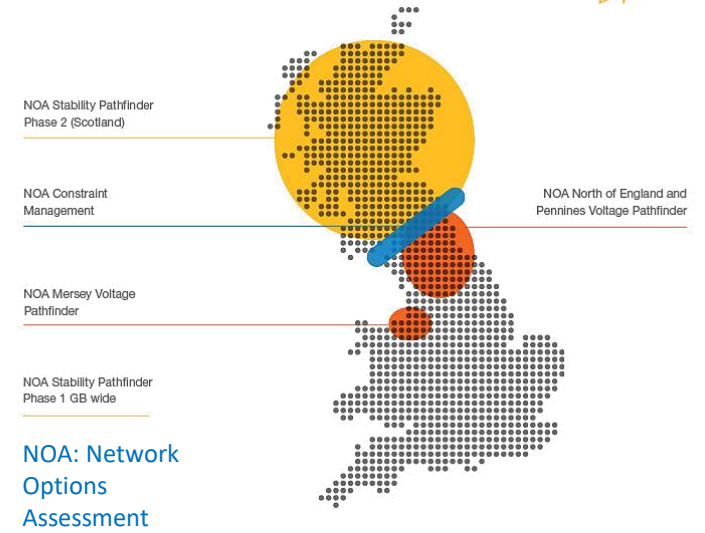 NOA Stability Pathfinder
Phase 2 (Scotland)
NOA Constraint
Management
NOA North of England and
Pennines Voltage Pathfinder
NOA Mersey Voltage
Pathfinder
NOA Stability Pathfinder
Phase 1 GB wide
NOA: Network
Options
Assessment